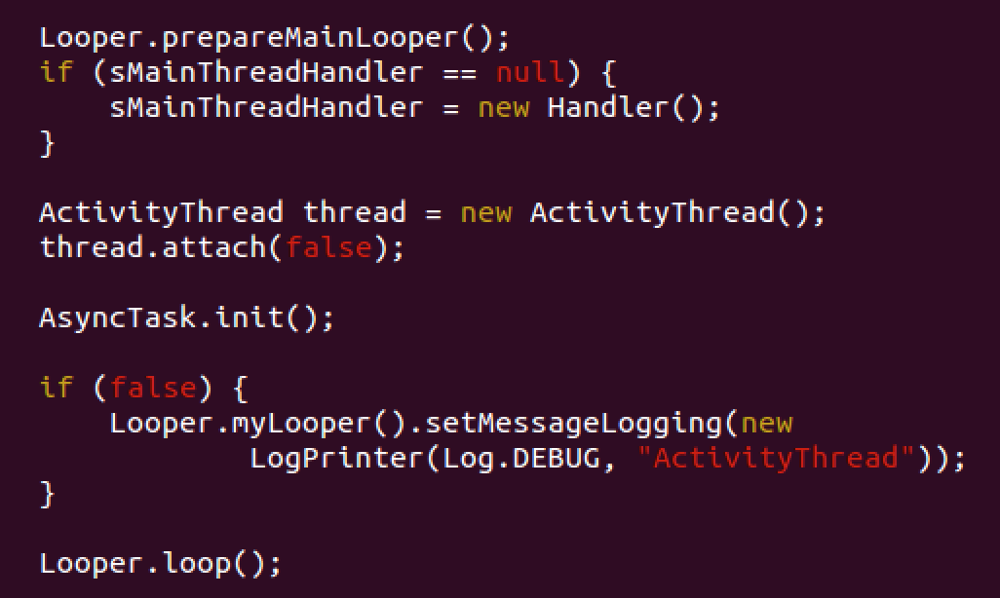 Looper.prepareMainLooper();
if (sMainThreadHandler == null) {
    sMainThreadHandler = new Handler();
}

ActivityThread thread = new ActivityThread();
thread.attach(false);

AsyncTask.init();

if (false) {
    Looper.myLooper().setMessageLogging(new
            LogPrinter(Log.DEBUG, "ActivityThread"));
}

Looper.loop();